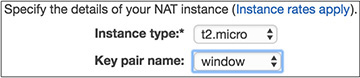 Specify the details of your NAT instance (Instance rates apply).
Instance type:* t2.micro
Key pair name: window